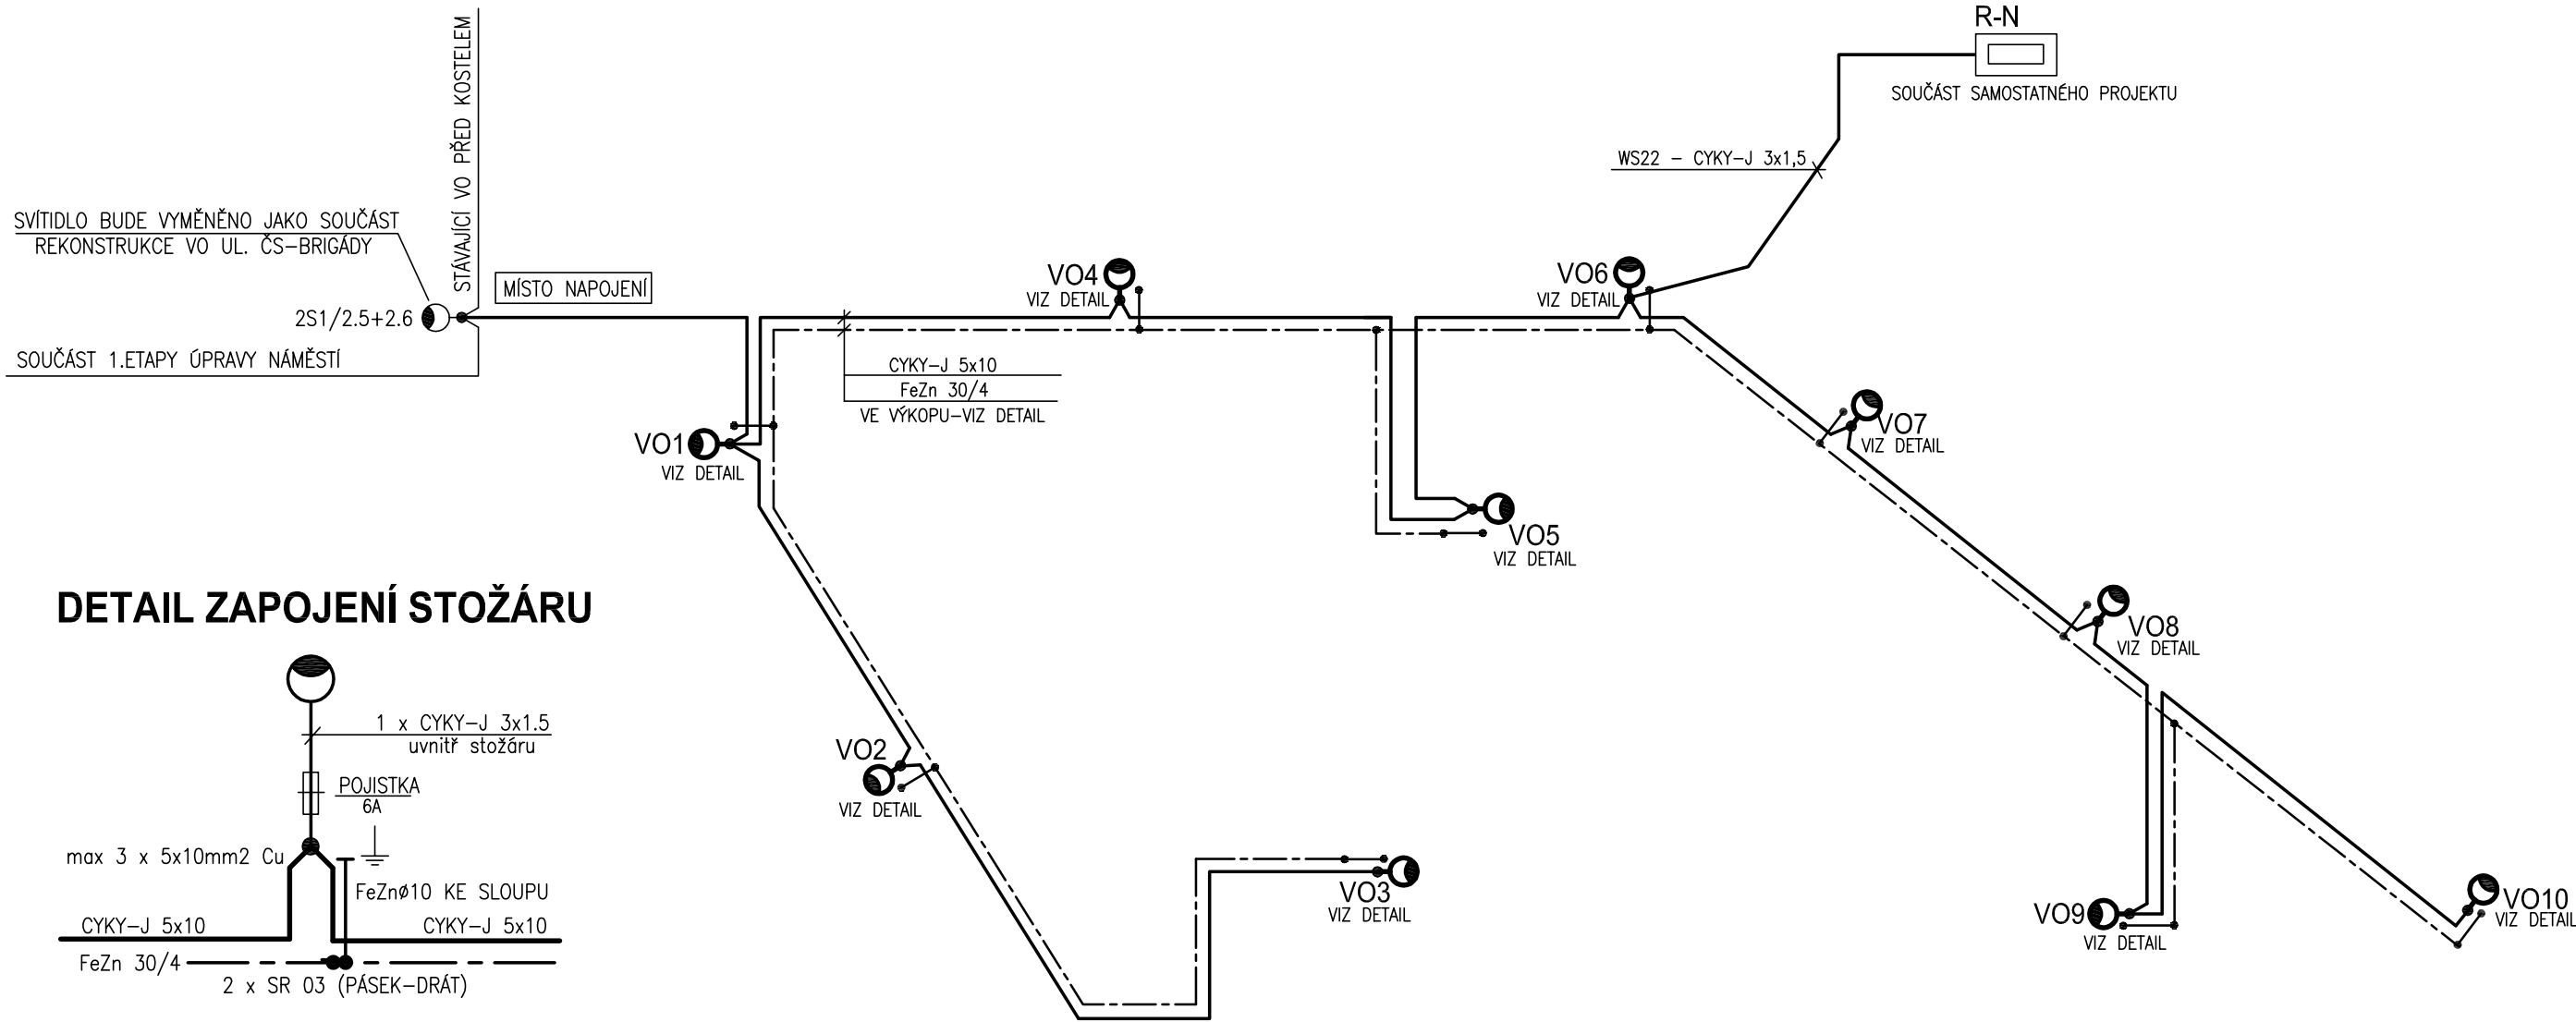 R-N
SOUČÁST SAMOSTATNÉHO PROJEKTU
WS22 - CYKY-J 3x1,5
STÁVAJÍCÍ VO PŘED KOSTELEM
SVÍTIDLO BUDE VYMĚNĚNO JAKO SOUČÁST
REKONSTRUKCE VO UL. ČS-BRIGÁDY
MÍSTO NAPOJENÍ
2S1/2.5+2.6
SOUČÁST 1.ETAPY ÚPRAVY NÁMĚSTÍ
VO4
VIZ DETAIL
VO6
VIZ DETAIL
CYKY-J 5x10
FeZn 30/4
VE VÝKOPU-VIZ DETAIL
VO1
VIZ DETAIL
VO7
VIZ DETAIL
VO5
VIZ DETAIL
VO8
VIZ DETAIL
VO2
VIZ DETAIL
VO3
VIZ DETAIL
VO9
VIZ DETAIL
VO10
VIZ DETAIL
DETAIL ZAPOJENÍ STOŽÁRU
1 x CYKY-J 3x1.5
uvnitř stožáru
POJISTKA
6A
max 3 x 5x10mm2 Cu
FeZnø10 KE SLOUPU
CYKY-J 5x10
CYKY-J 5x10
FeZn 30/4
2 x SR 03 (PÁSEK-DRÁT)